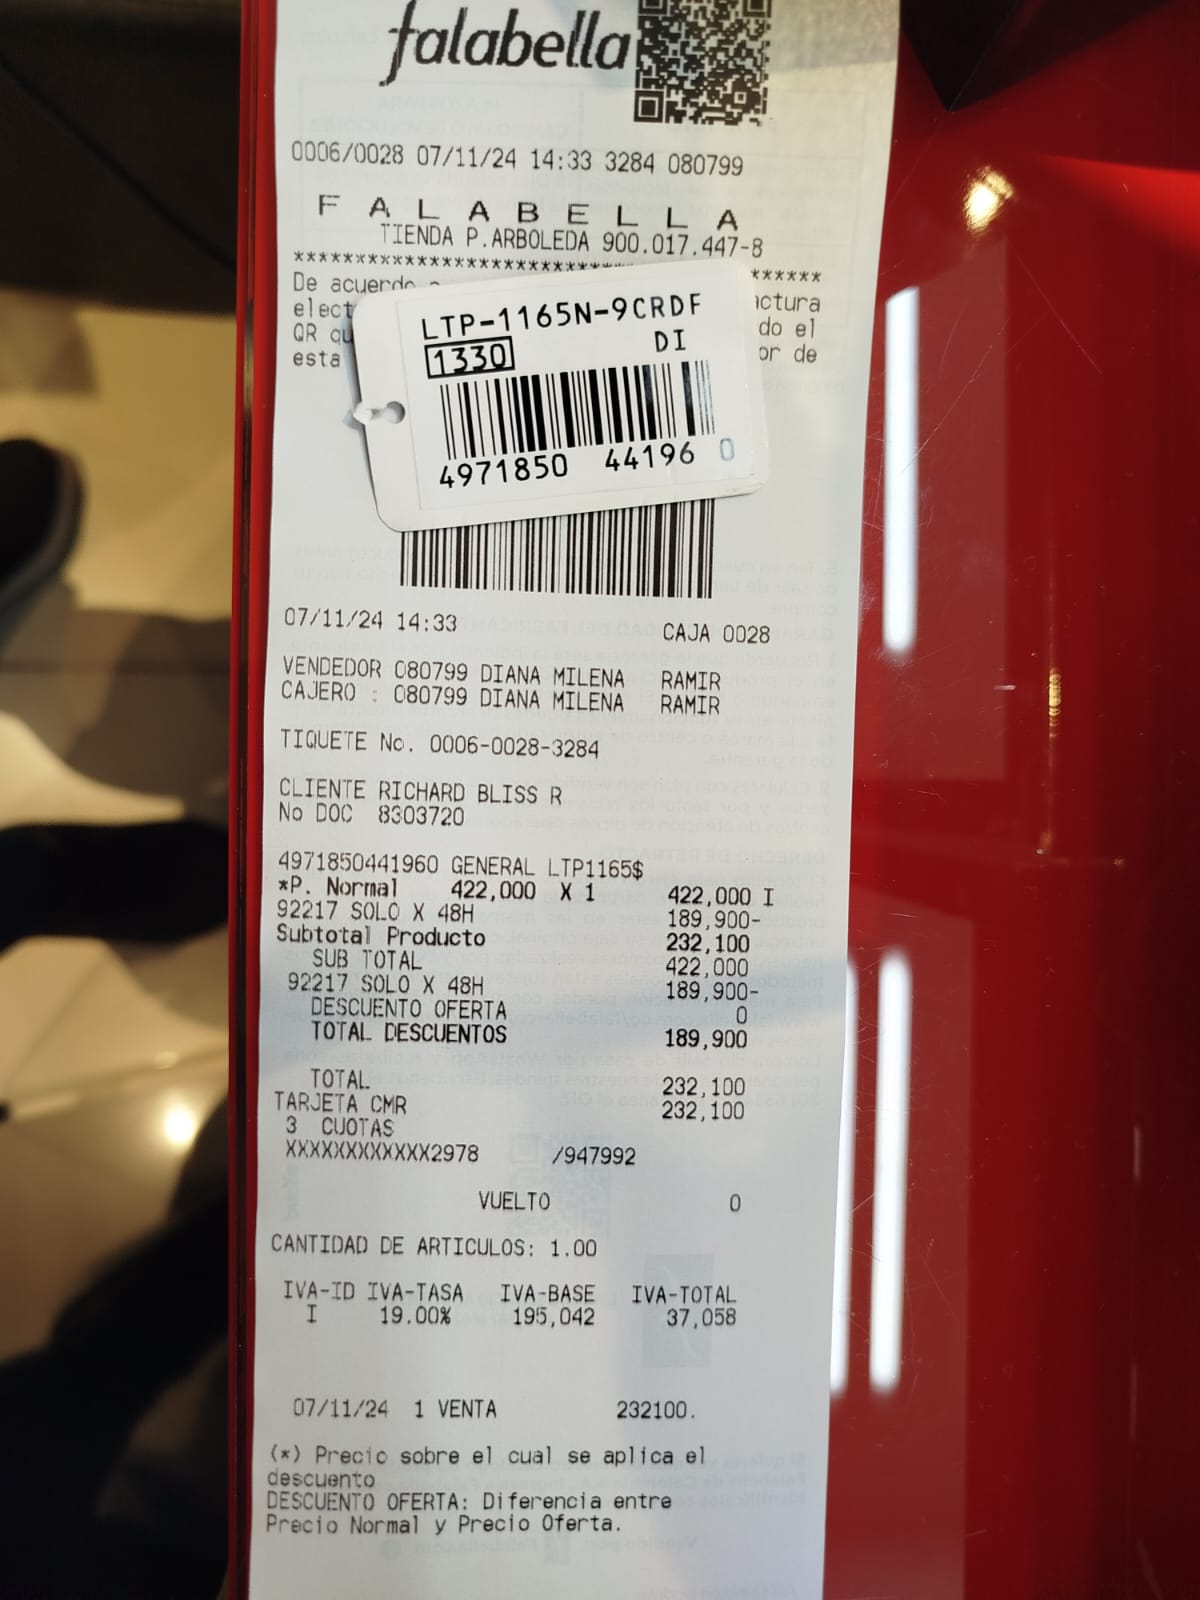 falabella
0006/0028 07/11/24 14:33 3284 080799
F A L A B E L L A
TIENDA P.ARBOLEDA 900.017.447-8
************************************************
De acuerdo
elect actura
QR qu do el
esta or de
LTP-1165N-9CRDF
1330 DI
4971850 44196 0
07/11/24 14:33 CAJA 0028
VENDEDOR 080799 DIANA MILENA RAMIR
CAJERO : 080799 DIANA MILENA RAMIR
TIQUETE No. 0006-0028-3284
CLIENTE RICHARD BLISS R
No DOC 8303720
4971850441960 GENERAL LTP1165$
*P. Normal 422,000 X 1 422,000 I
92217 SOLO X 48H 189,900-
Subtotal Producto 232,100
SUB TOTAL 422,000
92217 SOLO X 48H 189,900-
DESCUENTO OFERTA 0
TOTAL DESCUENTOS 189,900
TOTAL 232,100
TARJETA CMR 232,100
3 CUOTAS
XXXXXXXXXXXX2978 /947992
VUELTO 0
CANTIDAD DE ARTICULOS: 1.00
IVA-ID IVA-TASA IVA-BASE IVA-TOTAL
I 19.00% 195,042 37,058
07/11/24 1 VENTA 232100.
(*) Precio sobre el cual se aplica el
descuento
DESCUENTO OFERTA: Diferencia entre
Precio Normal y Precio Oferta.